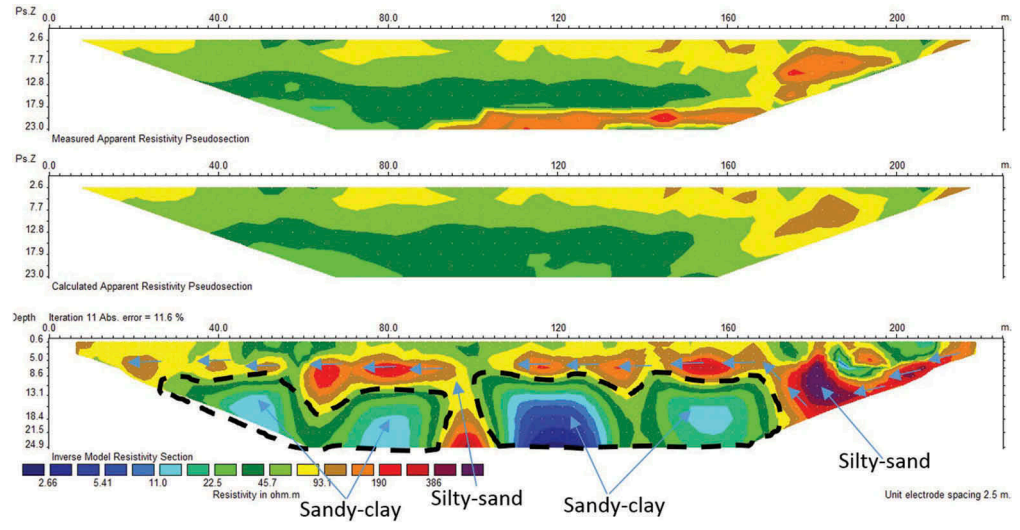 Ps.Z 0.0 40.0 80.0 120 160 200 m.
2.6
7.7
12.8
17.9
23.0
Measured Apparent Resistivity Pseudosection
Ps.Z 0.0 40.0 80.0 120 160 200 m.
2.6
7.7
12.8
17.9
23.0
Calculated Apparent Resistivity Pseudosection
Depth Iteration 11 Abs. error = 11.6 %
0.0 40.0 80.0 120 160 200 m.
0.6
5.0
8.6
13.1
18.4
24.9
Inverse Model Resistivity Section
2.66 5.41 11.0 22.5 45.7 93.1 190 386
Resistivity in ohm.m
Sandy-clay
Silty-sand
Sandy-clay
Silty-sand
Unit electrode spacing 2.5 m.